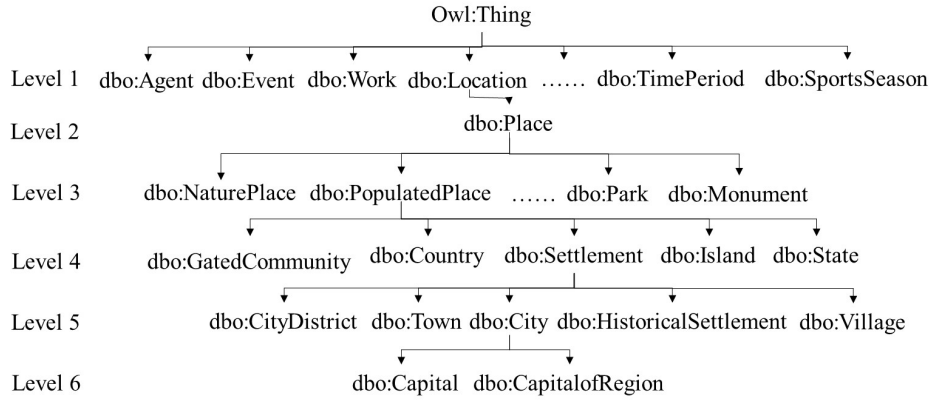 Owl:Thing
Level 1 dbo:Agent dbo:Event dbo:Work dbo:Location ...... dbo:TimePeriod dbo:SportsSeason
Level 2 dbo:Place
Level 3 dbo:NaturePlace dbo:PopulatedPlace ...... dbo:Park dbo:Monument
Level 4 dbo:GatedCommunity dbo:Country dbo:Settlement dbo:Island dbo:State
Level 5 dbo:CityDistrict dbo:Town dbo:City dbo:HistoricalSettlement dbo:Village
Level 6 dbo:Capital dbo:CapitalofRegion